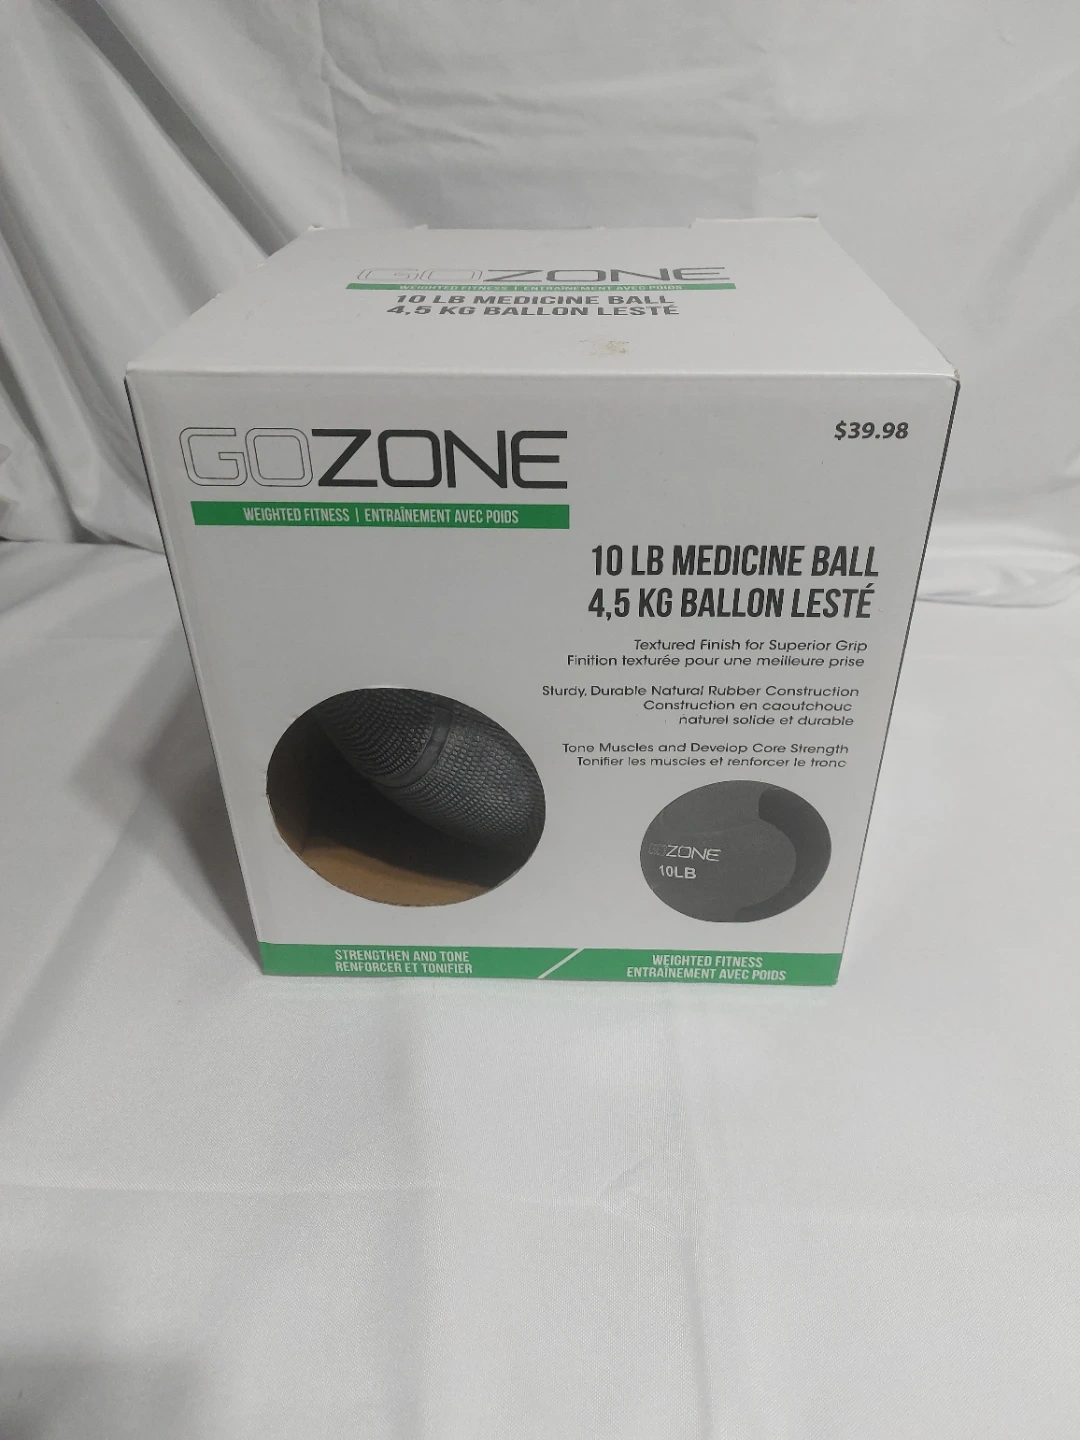 GOZONE
WEIGHTED FITNESS | ENTRAÎNEMENT AVEC POIDS
10 LB MEDICINE BALL
4,5 KG BALLON LESTÉ
GOZONE
$39.98
WEIGHTED FITNESS | ENTRAÎNEMENT AVEC POIDS
10 LB MEDICINE BALL
4,5 KG BALLON LESTÉ
Textured Finish for Superior Grip
Finition texturée pour une meilleure prise
Sturdy, Durable Natural Rubber Construction
Construction en caoutchouc
naturel solide et durable
Tone Muscles and Develop Core Strength
Tonifier les muscles et renforcer le tronc
GOZONE
10LB
STRENGTHEN AND TONE
RENFORCER ET TONIFIER
WEIGHTED FITNESS
ENTRAÎNEMENT AVEC POIDS